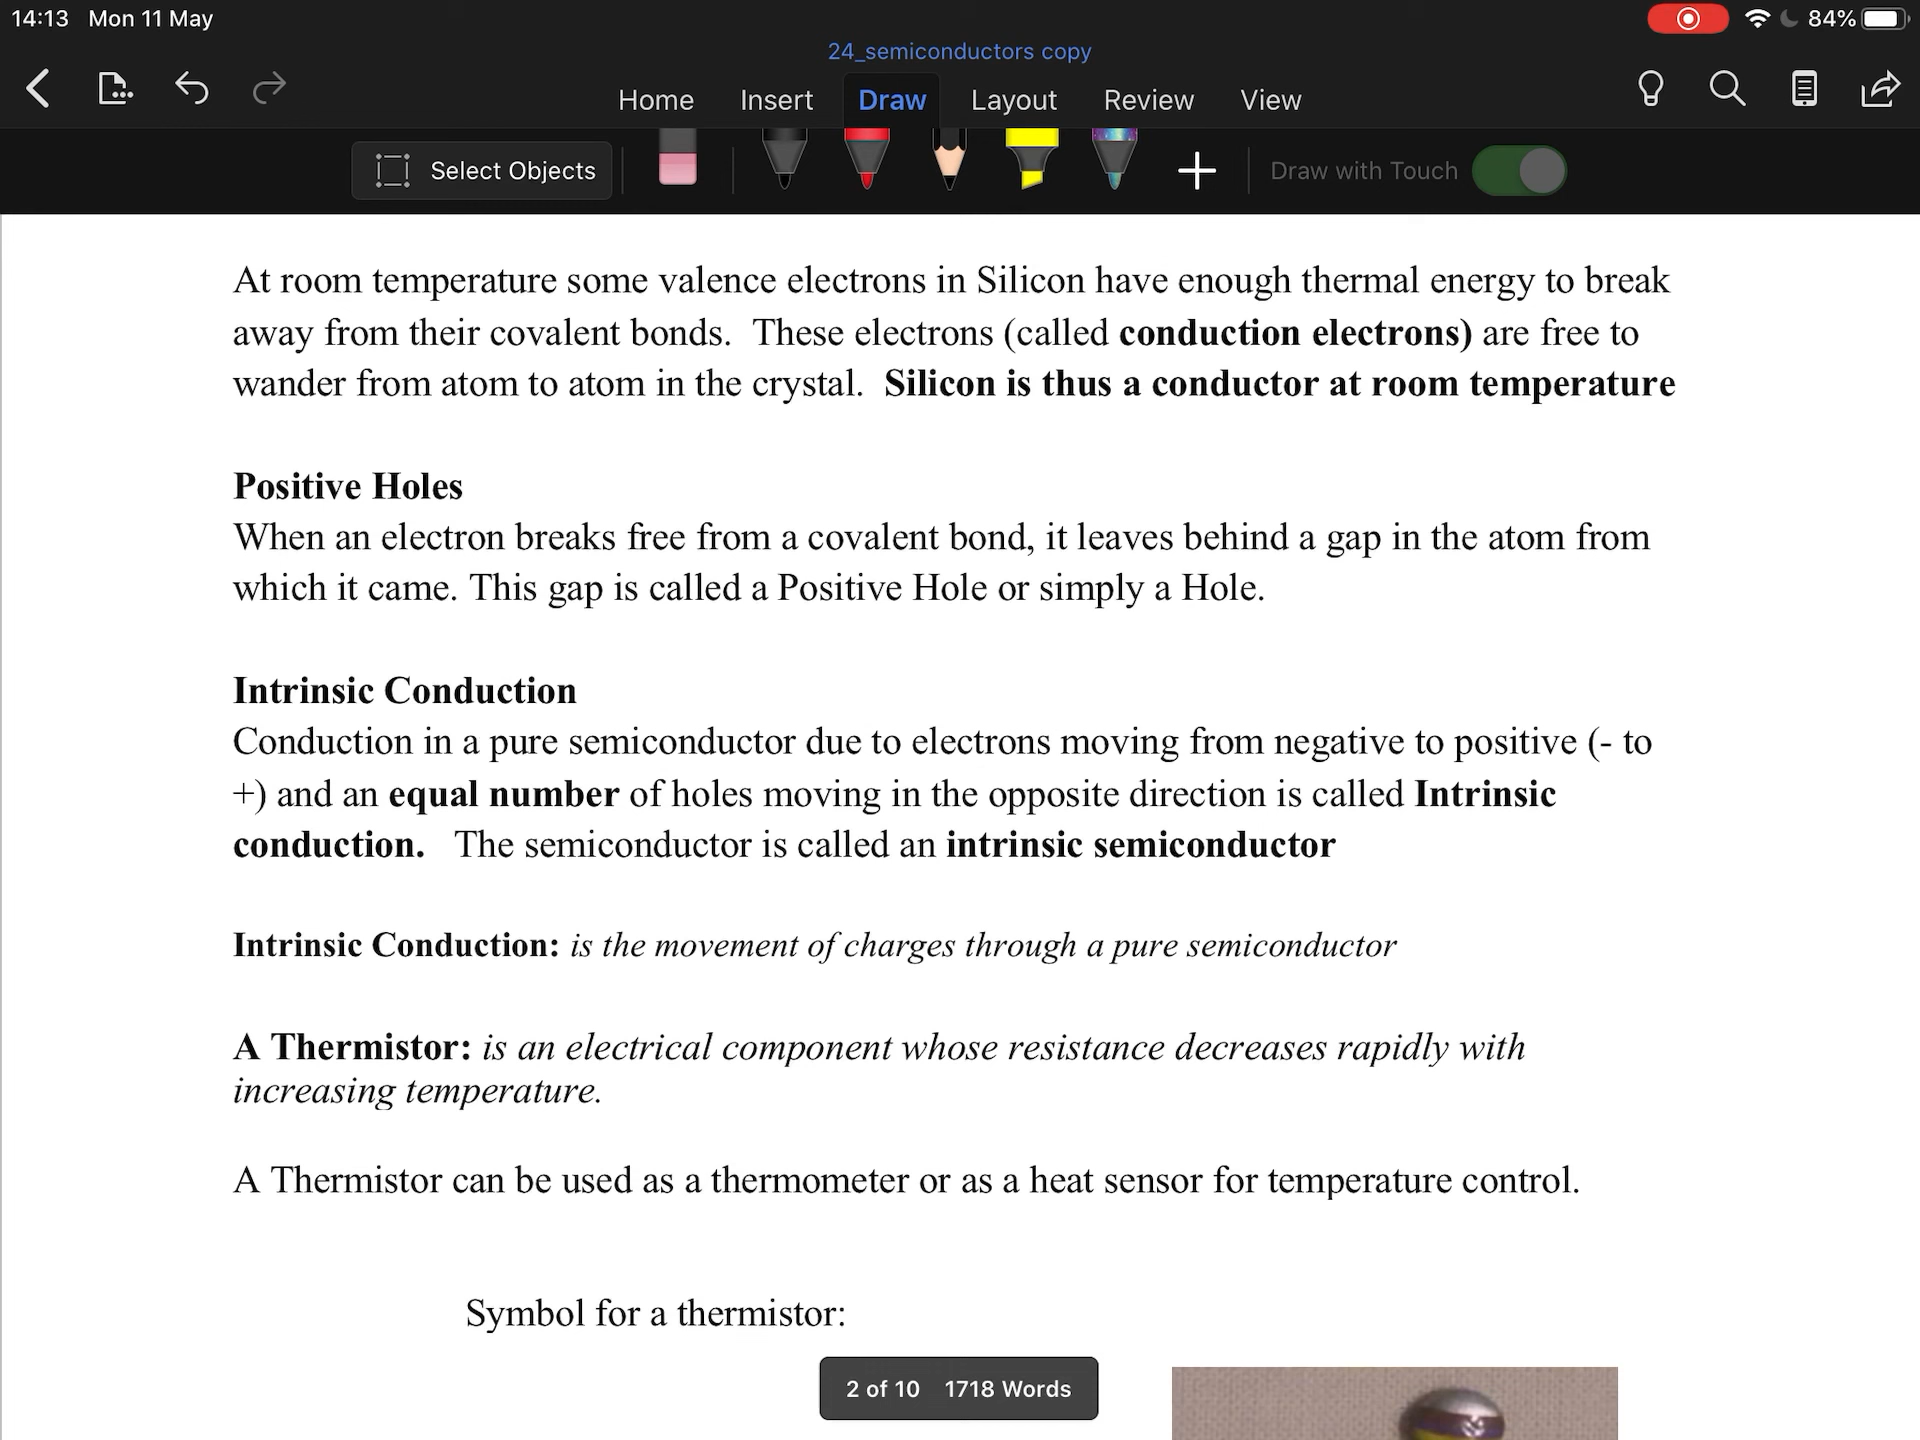 14:13 Mon 11 May
84%
24_semiconductors copy
Home Insert Draw Layout Review View
Select Objects
Draw with Touch
At room temperature some valence electrons in Silicon have enough thermal energy to break
away from their covalent bonds. These electrons (called conduction electrons) are free to
wander from atom to atom in the crystal. Silicon is thus a conductor at room temperature
Positive Holes
When an electron breaks free from a covalent bond, it leaves behind a gap in the atom from
which it came. This gap is called a Positive Hole or simply a Hole.
Intrinsic Conduction
Conduction in a pure semiconductor due to electrons moving from negative to positive (- to
+) and an equal number of holes moving in the opposite direction is called Intrinsic
conduction. The semiconductor is called an intrinsic semiconductor
Intrinsic Conduction: is the movement of charges through a pure semiconductor
A Thermistor: is an electrical component whose resistance decreases rapidly with
increasing temperature.
A Thermistor can be used as a thermometer or as a heat sensor for temperature control.
Symbol for a thermistor:
2 of 10 1718 Words